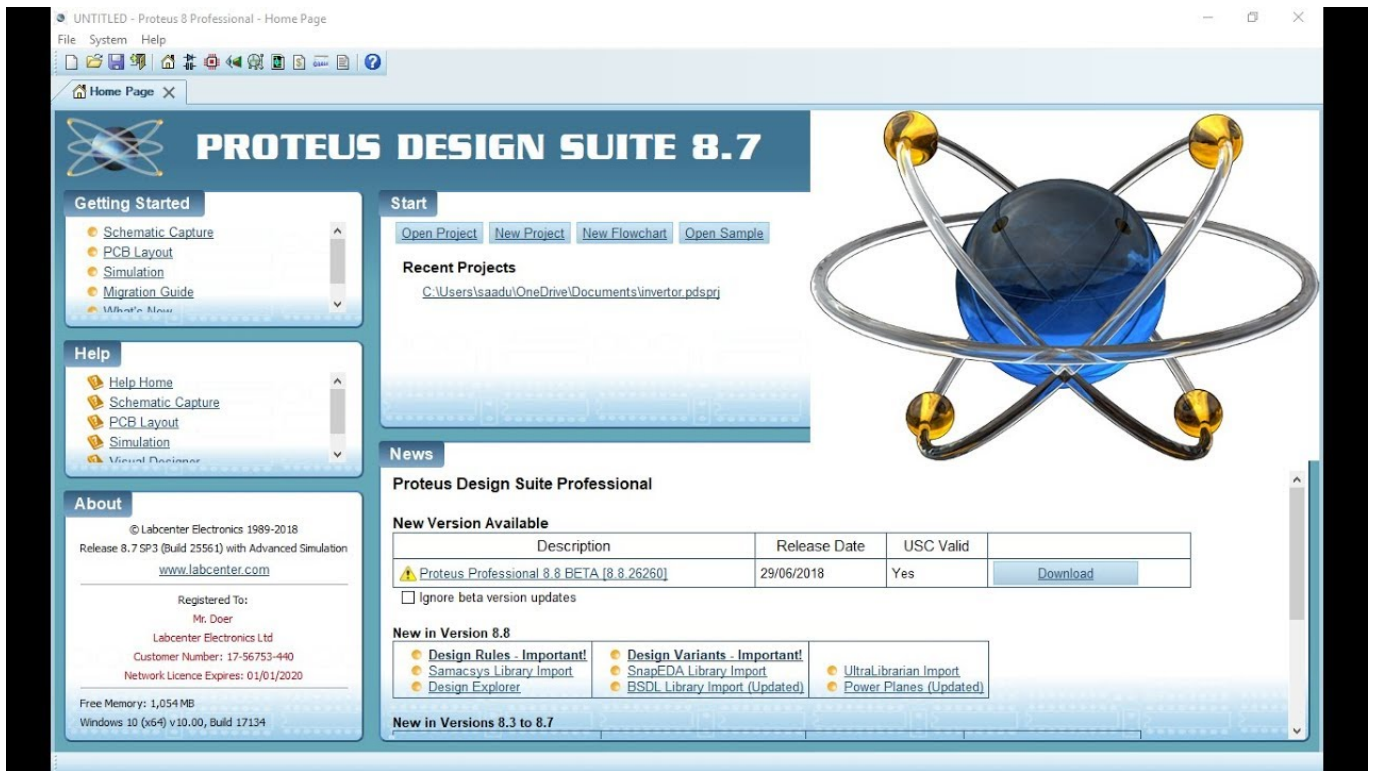 UNTITLED - Proteus 8 Professional - Home Page
File System Help
Home Page
PROTEUS DESIGN SUITE 8.7
Getting Started
Schematic Capture
PCB Layout
Simulation
Migration Guide
What's New
Start
Open Project New Project New Flowchart Open Sample
Recent Projects
C:\Users\saadu\OneDrive\Documents\invertor.pdsprj
Help
Help Home
Schematic Capture
PCB Layout
Simulation
Visual Designer
About
© Labcenter Electronics 1989-2018
Release 8.7 SP3 (Build 25561) with Advanced Simulation
www.labcenter.com
Registered To:
Mr. Doer
Labcenter Electronics Ltd
Customer Number: 17-56753-440
Network Licence Expires: 01/01/2020
Free Memory: 1,054 MB
Windows 10 (x64) v10.00, Build 17134
News
Proteus Design Suite Professional
New Version Available
Description Release Date USC Valid
Proteus Professional 8.8 BETA [8.8.26260] 29/06/2018 Yes Download
Ignore beta version updates
New in Version 8.8
Design Rules - Important! Design Variants - Important!
Samacsys Library Import SnapEDA Library Import UltraLibrarian Import
Design Explorer BSDL Library Import (Updated) Power Planes (Updated)
New in Versions 8.3 to 8.7